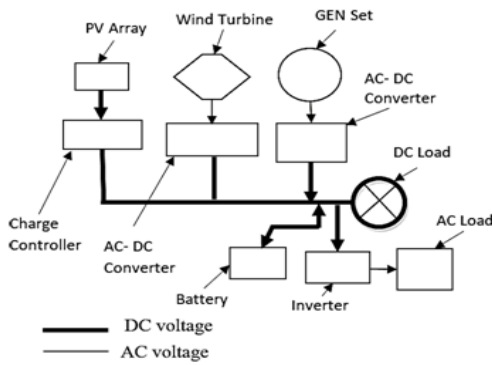 PV Array
Wind Turbine
GEN Set
AC- DC
Converter
DC Load
Charge
Controller
AC- DC
Converter
AC Load
Battery
Inverter
DC voltage
AC voltage